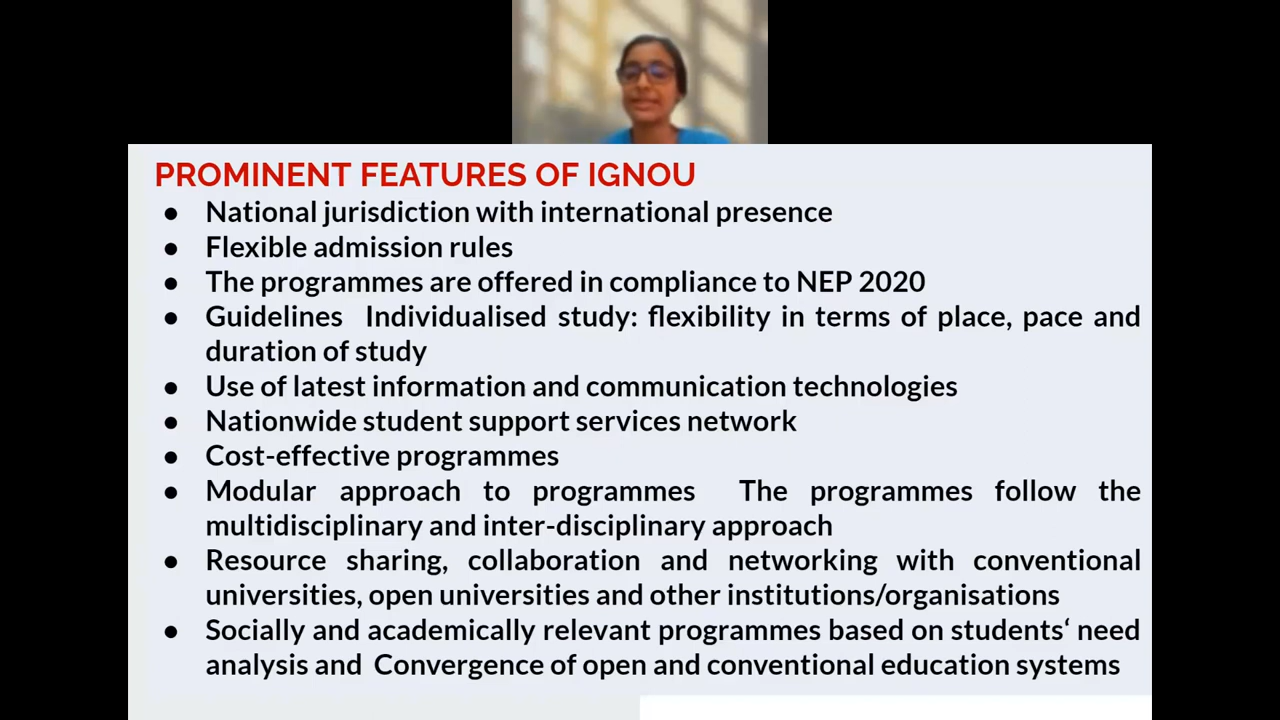 PROMINENT FEATURES OF IGNOU
● National jurisdiction with international presence
● Flexible admission rules
● The programmes are offered in compliance to NEP 2020
● Guidelines Individualised study: flexibility in terms of place, pace and
duration of study
● Use of latest information and communication technologies
● Nationwide student support services network
● Cost-effective programmes
● Modular approach to programmes The programmes follow the
multidisciplinary and inter-disciplinary approach
● Resource sharing, collaboration and networking with conventional
universities, open universities and other institutions/organisations
● Socially and academically relevant programmes based on students‘ need
analysis and Convergence of open and conventional education systems